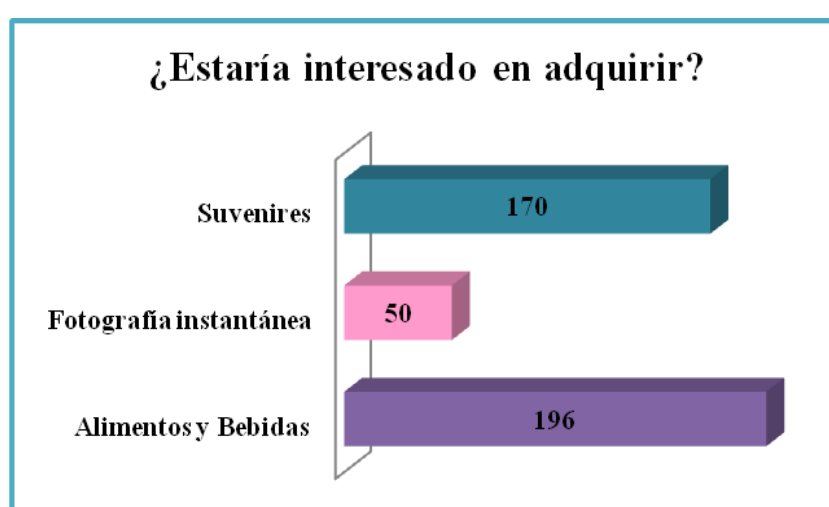 ¿Estaría interesado en adquirir?
Suvenires
170
Fotografía instantánea
50
Alimentos y Bebidas
196